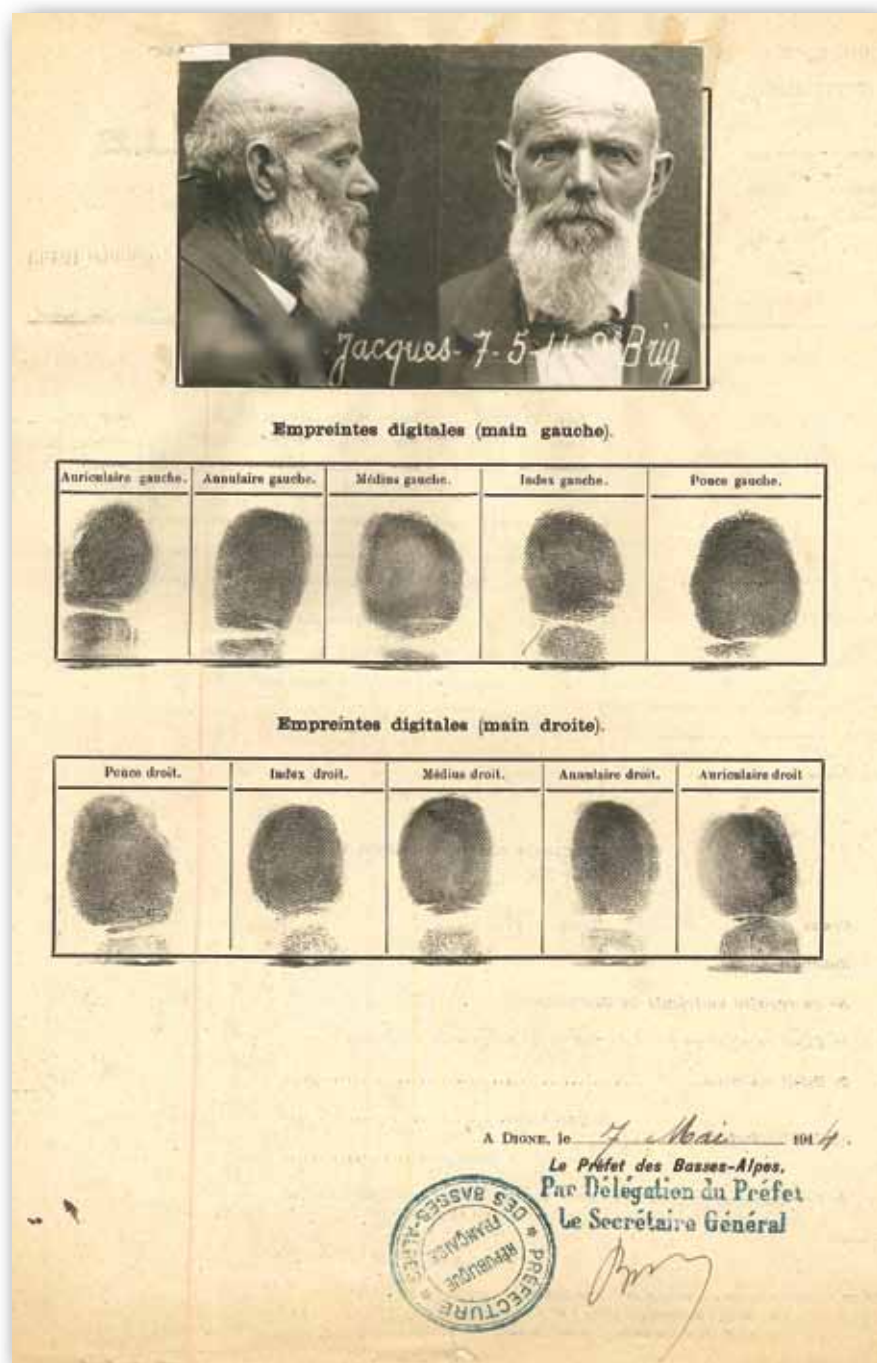 Jacques - 7-5-14 - Brig
Empreintes digitales (main gauche).
Auriculaire gauche.
Annulaire gauche.
Médius gauche.
Index gauche.
Pouce gauche.
Empreintes digitales (main droite).
Pouce droit.
Index droit.
Médius droit.
Annulaire droit.
Auriculaire droit
A DIGNE, le 7 Mai 1914.
Le Préfet des Basses-Alpes,
Par Délégation du Préfet
Le Secrétaire Général
PRÉFECTURE * DES BASSES-ALPES *
RÉPUBLIQUE
FRANÇAISE